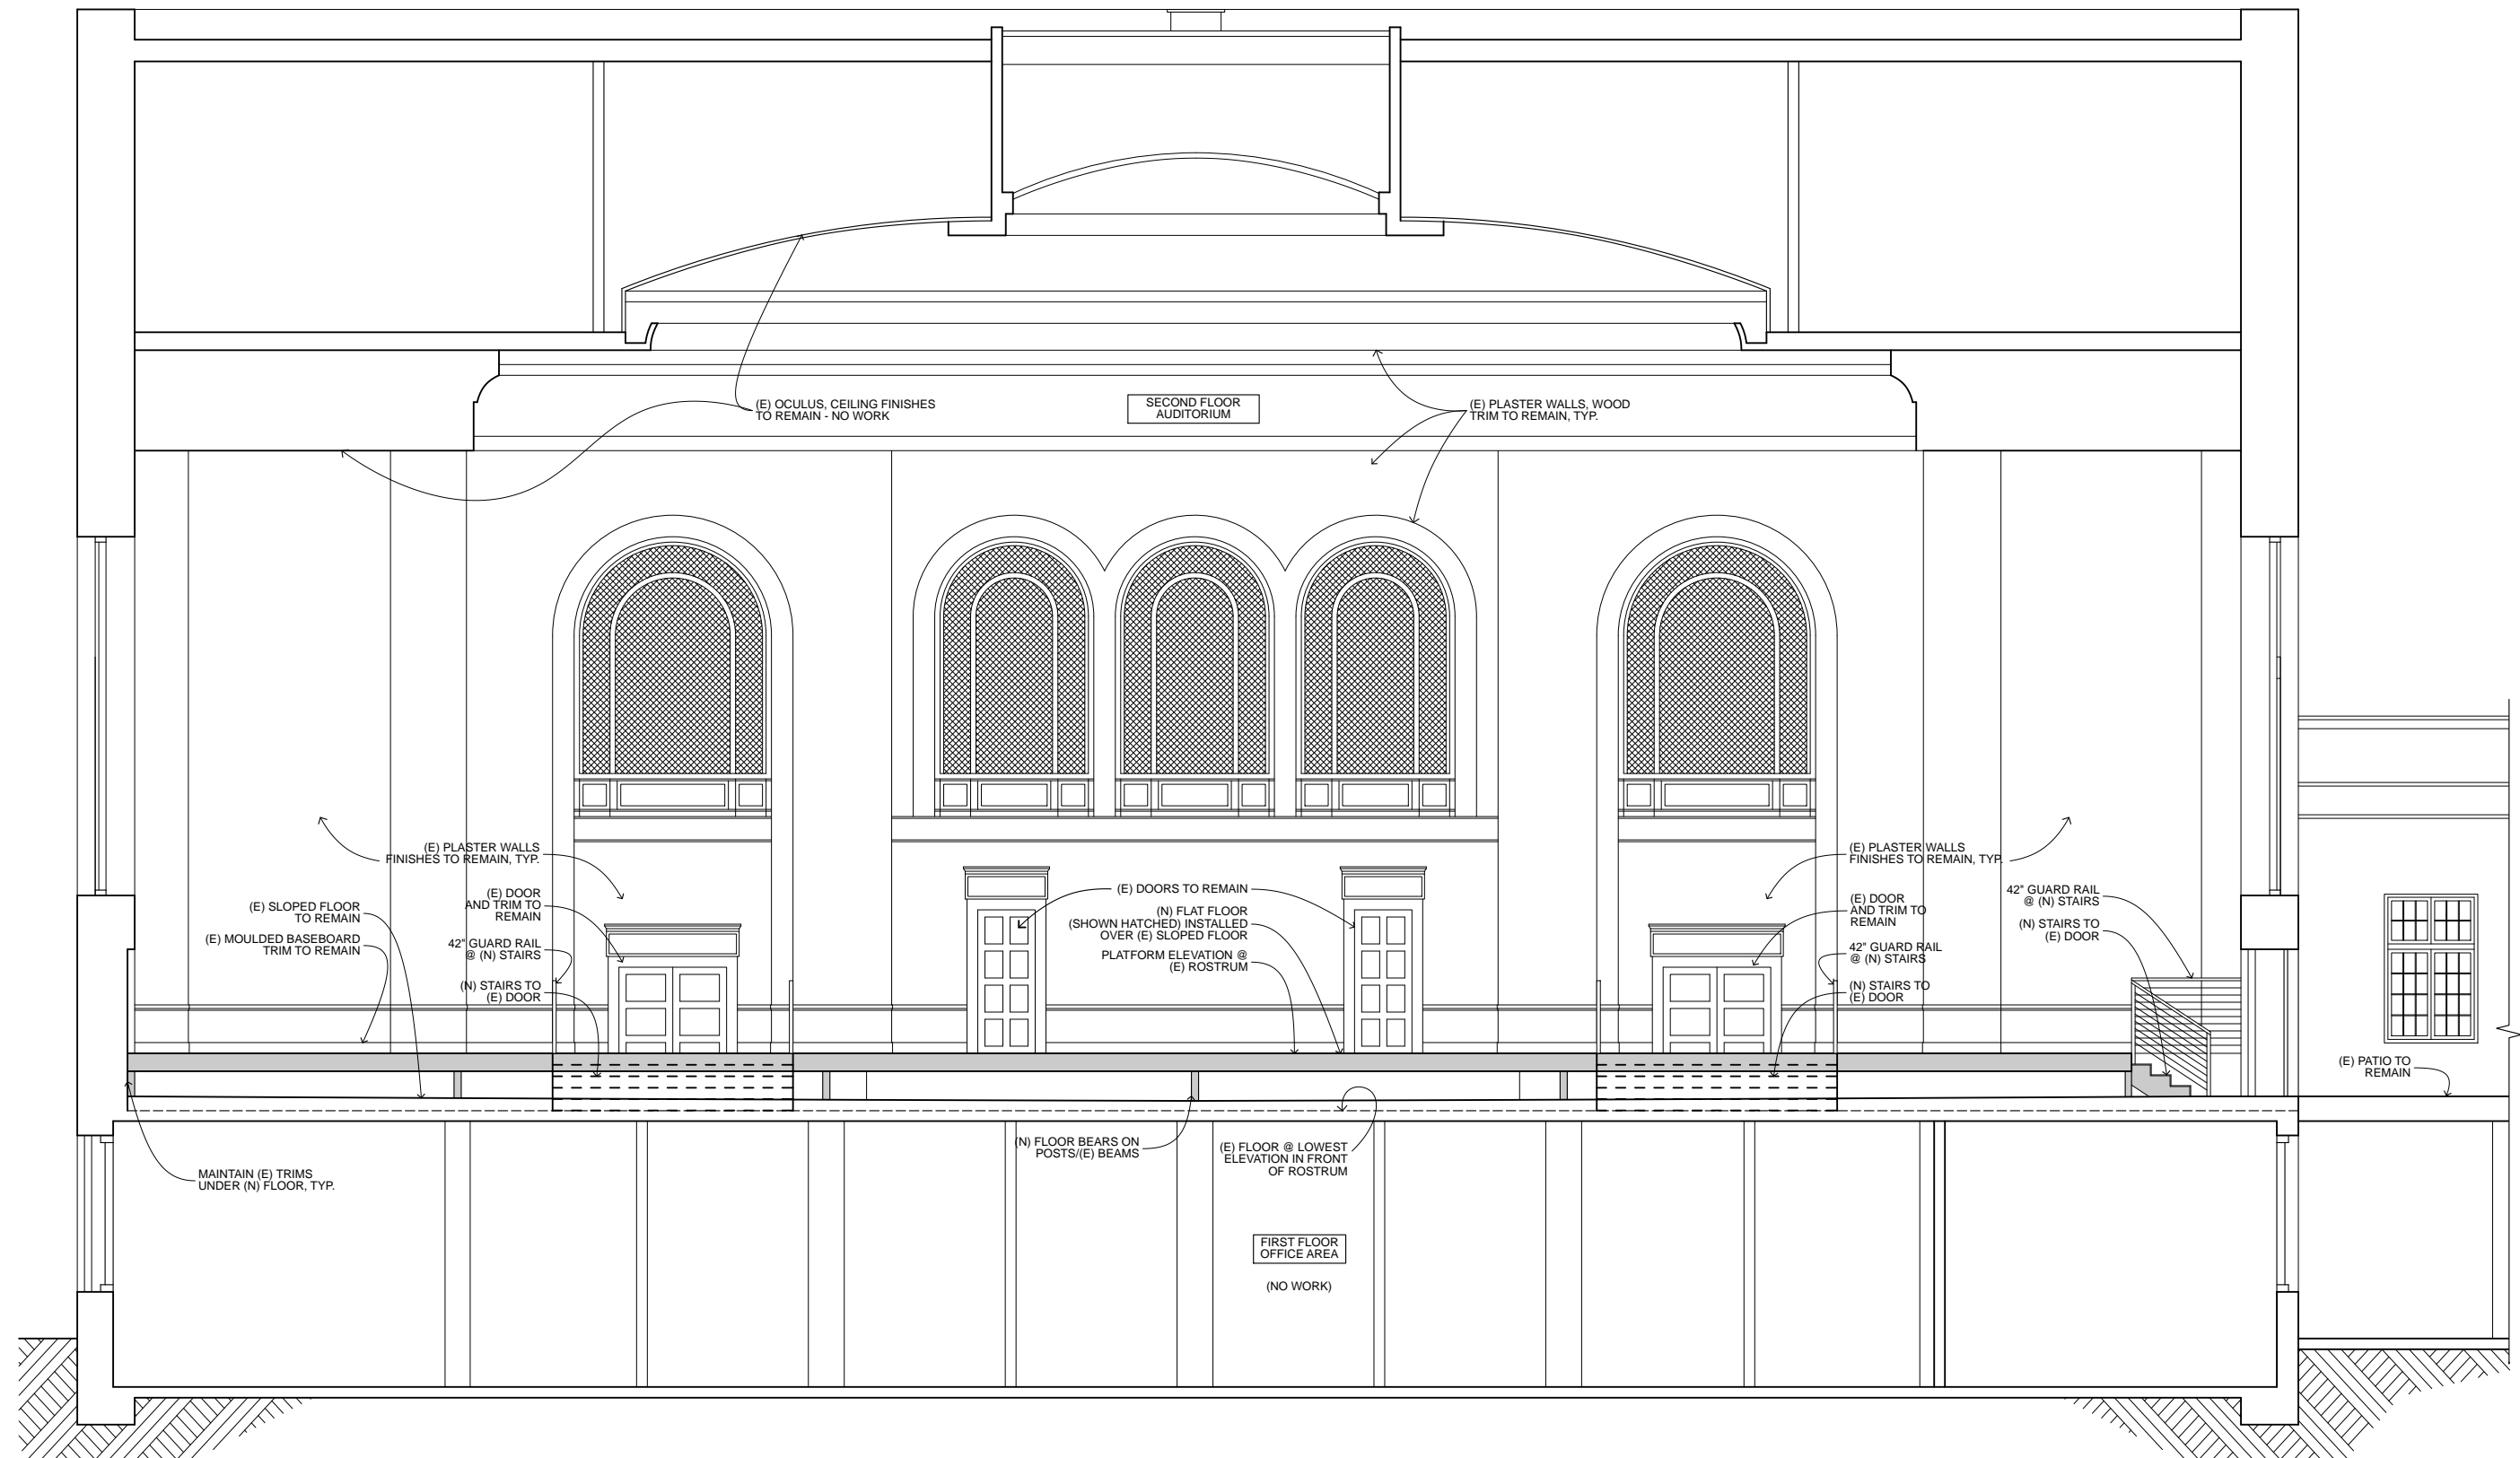 (E) OCULUS, CEILING FINISHES
TO REMAIN - NO WORK
SECOND FLOOR
AUDITORIUM
(E) PLASTER WALLS, WOOD
TRIM TO REMAIN, TYP.
(E) PLASTER WALLS
FINISHES TO REMAIN, TYP.
(E) DOOR
AND TRIM TO
REMAIN
(E) SLOPED FLOOR
TO REMAIN
(E) MOULDED BASEBOARD
TRIM TO REMAIN
42" GUARD RAIL
@ (N) STAIRS
(N) STAIRS TO
(E) DOOR
(E) DOORS TO REMAIN
(N) FLAT FLOOR
(SHOWN HATCHED) INSTALLED
OVER (E) SLOPED FLOOR
PLATFORM ELEVATION @
(E) ROSTRUM
(E) PLASTER WALLS
FINISHES TO REMAIN, TYP.
(E) DOOR
AND TRIM TO
REMAIN
42" GUARD RAIL
@ (N) STAIRS
(N) STAIRS TO
(E) DOOR
42" GUARD RAIL
@ (N) STAIRS
(N) STAIRS TO
(E) DOOR
(E) PATIO TO
REMAIN
MAINTAIN (E) TRIMS
UNDER (N) FLOOR, TYP.
(N) FLOOR BEARS ON
POSTS/(E) BEAMS
(E) FLOOR @ LOWEST
ELEVATION IN FRONT
OF ROSTRUM
FIRST FLOOR
OFFICE AREA
(NO WORK)